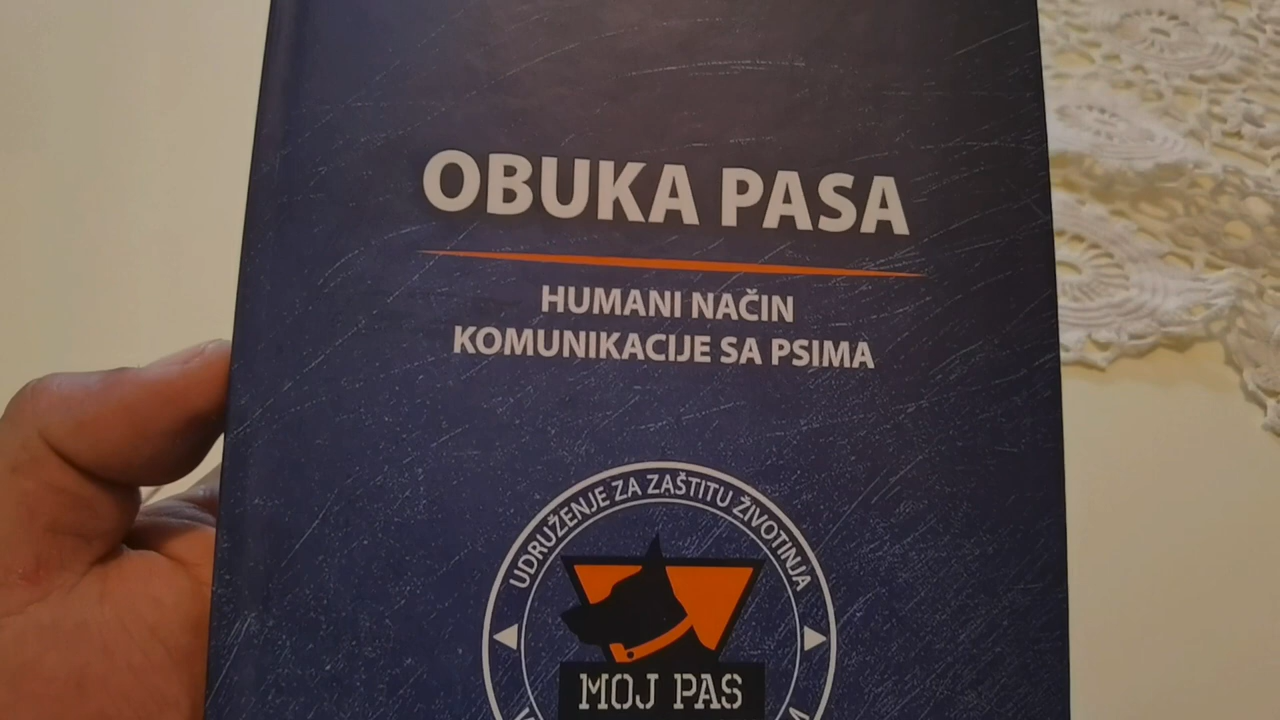 OBUKA PASA
HUMANI NAČIN
KOMUNIKACIJE SA PSIMA
UDRUŽENJE ZA ZAŠTITU ŽIVOTINJA
MOJ PAS